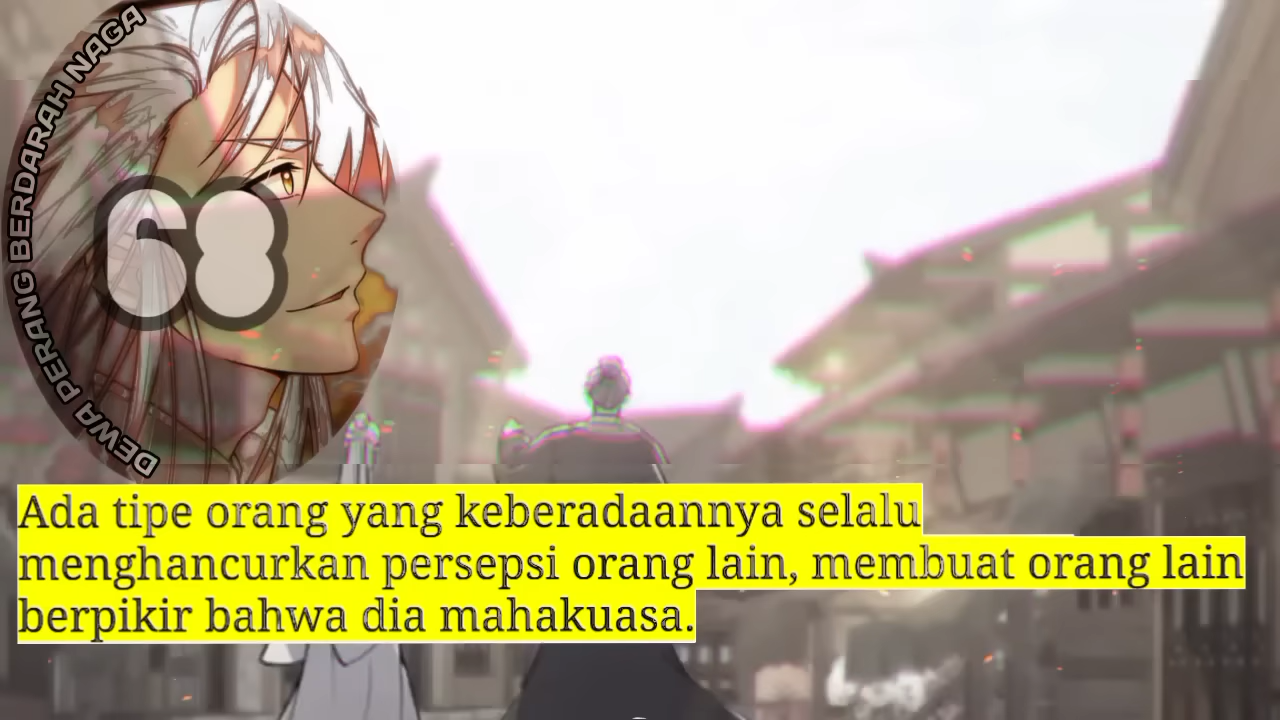 DEWA PERANG BERDARAH NAGA
68
Ada tipe orang yang keberadaannya selalu
menghancurkan persepsi orang lain, membuat orang lain
berpikir bahwa dia mahakuasa.